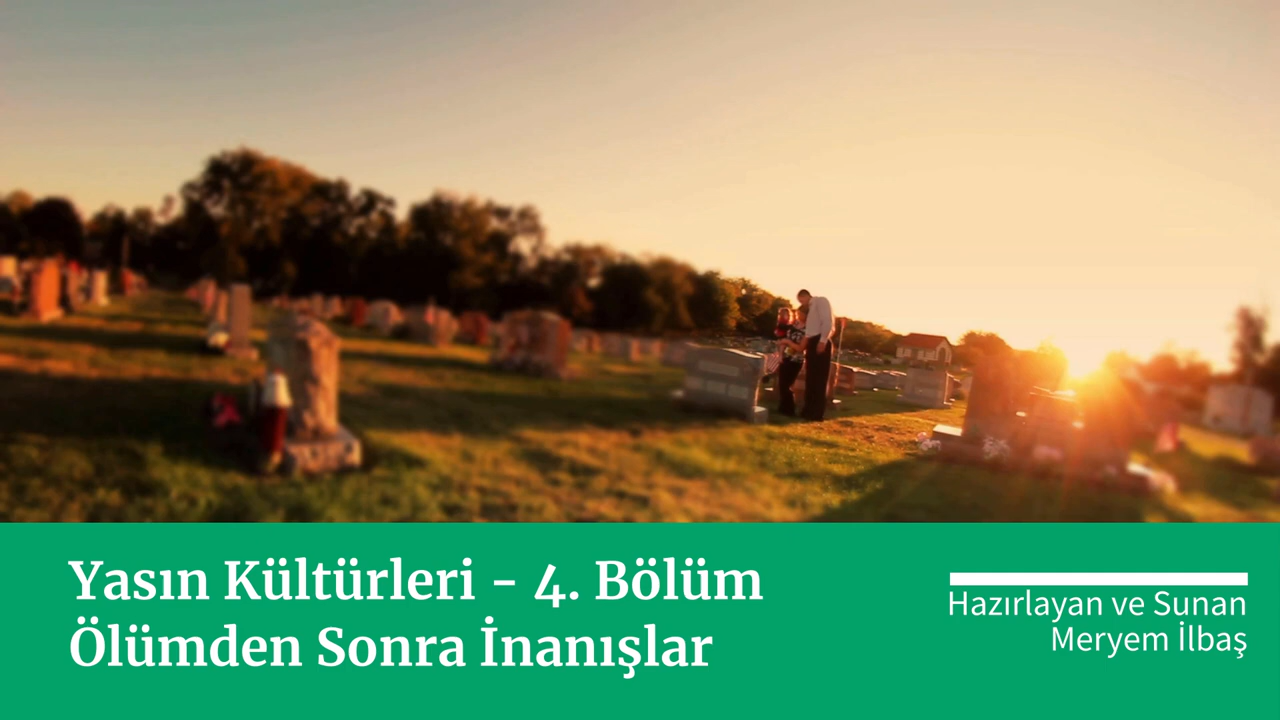 Yasın Kültürleri - 4. Bölüm
Ölümden Sonra İnanışlar
Hazırlayan ve Sunan
Meryem İlbaş